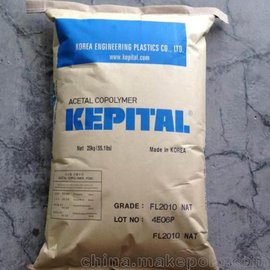 KOREA ENGINEERING PLASTICS CO., LTD.
www.kepital.com
ACETAL COPOLYMER
KEPITAL®
Net 25kg(55.1lbs)
Made in KOREA
GRADE: FL2010 NAT
LOT NO: 4E06P
FL2010 NAT
china.makepolo.com